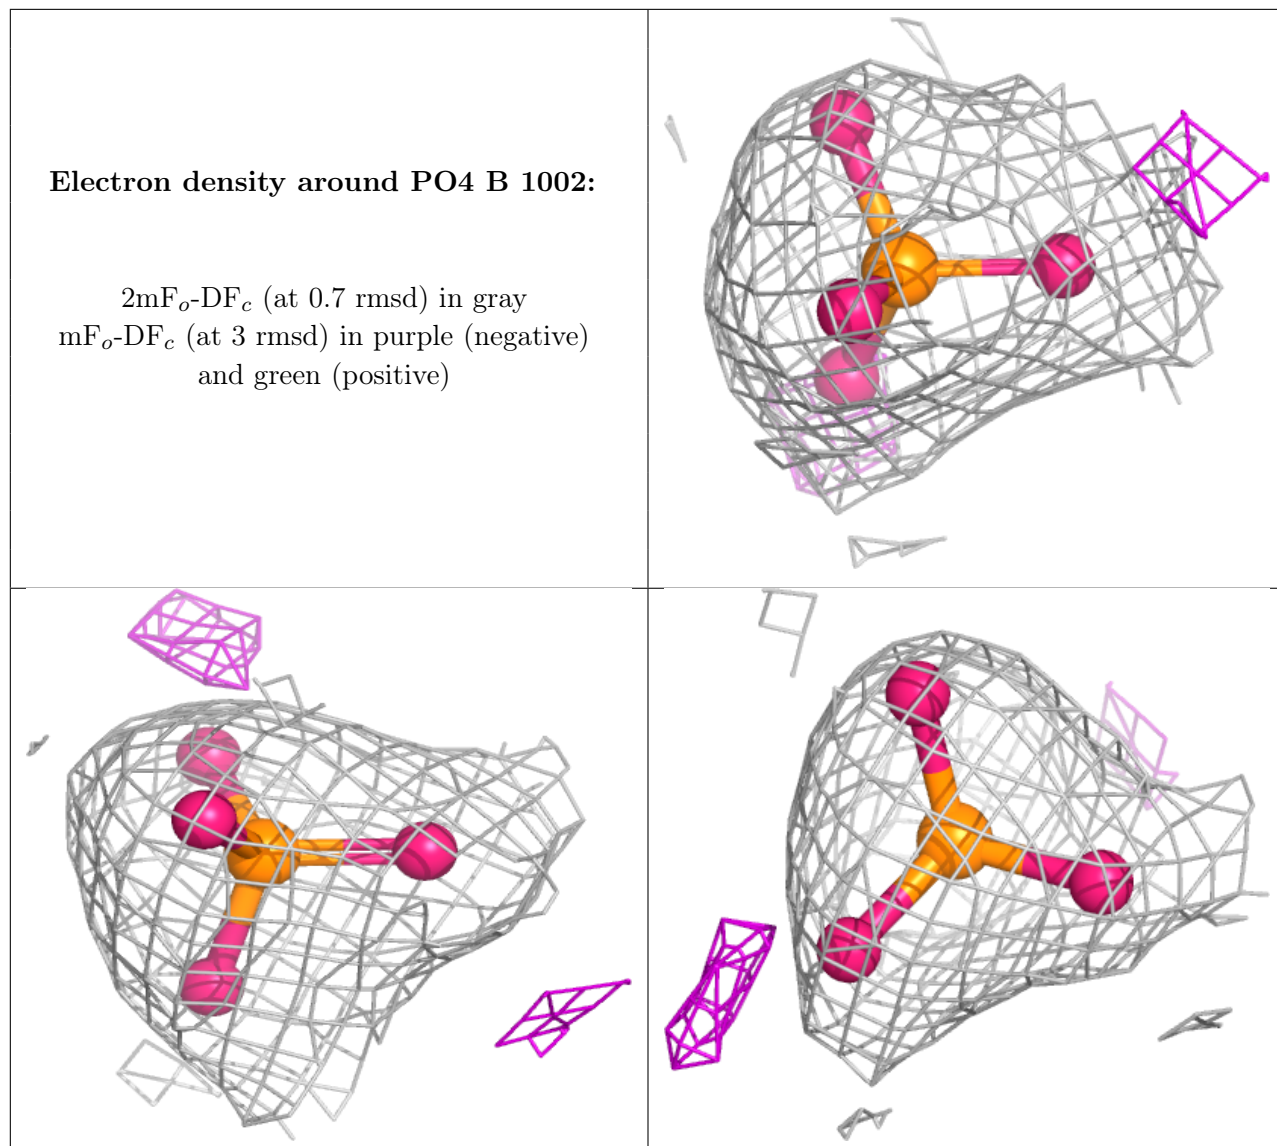 Electron density around PO4 B 1002:
2mFo-DFc (at 0.7 rmsd) in gray
mFo-DFc (at 3 rmsd) in purple (negative)
and green (positive)